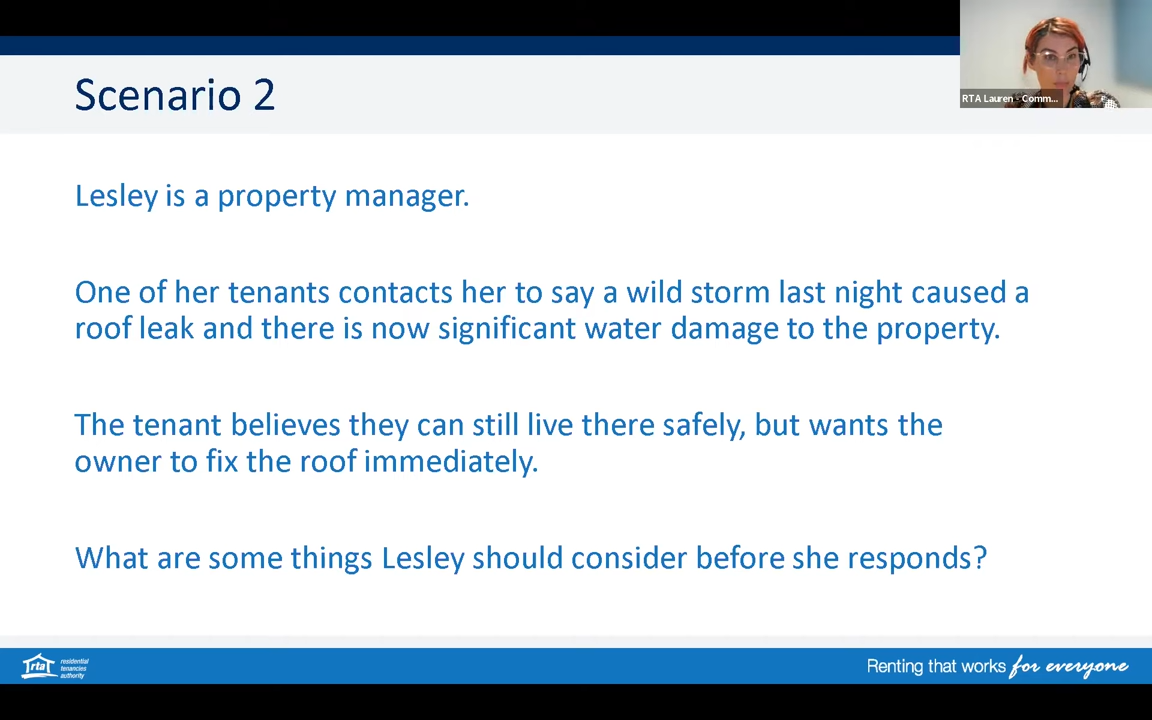 Scenario 2
RTA Lauren - Comm...
Lesley is a property manager.
One of her tenants contacts her to say a wild storm last night caused a
roof leak and there is now significant water damage to the property.
The tenant believes they can still live there safely, but wants the
owner to fix the roof immediately.
What are some things Lesley should consider before she responds?
rta
residential
tenancies
authority
Renting that works for everyone